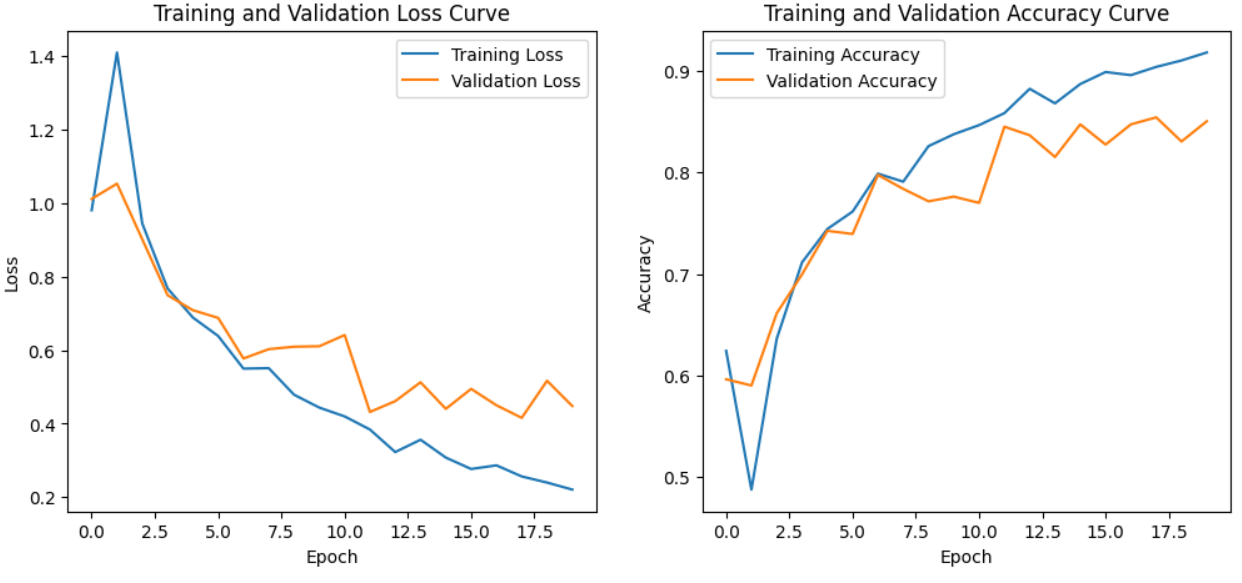 Training and Validation Loss Curve
Training Loss
Validation Loss
1.4
1.2
1.0
0.8
0.6
0.4
0.2
Loss
0.0 2.5 5.0 7.5 10.0 12.5 15.0 17.5
Epoch
Training and Validation Accuracy Curve
Training Accuracy
Validation Accuracy
0.9
0.8
0.7
0.6
0.5
Accuracy
0.0 2.5 5.0 7.5 10.0 12.5 15.0 17.5
Epoch